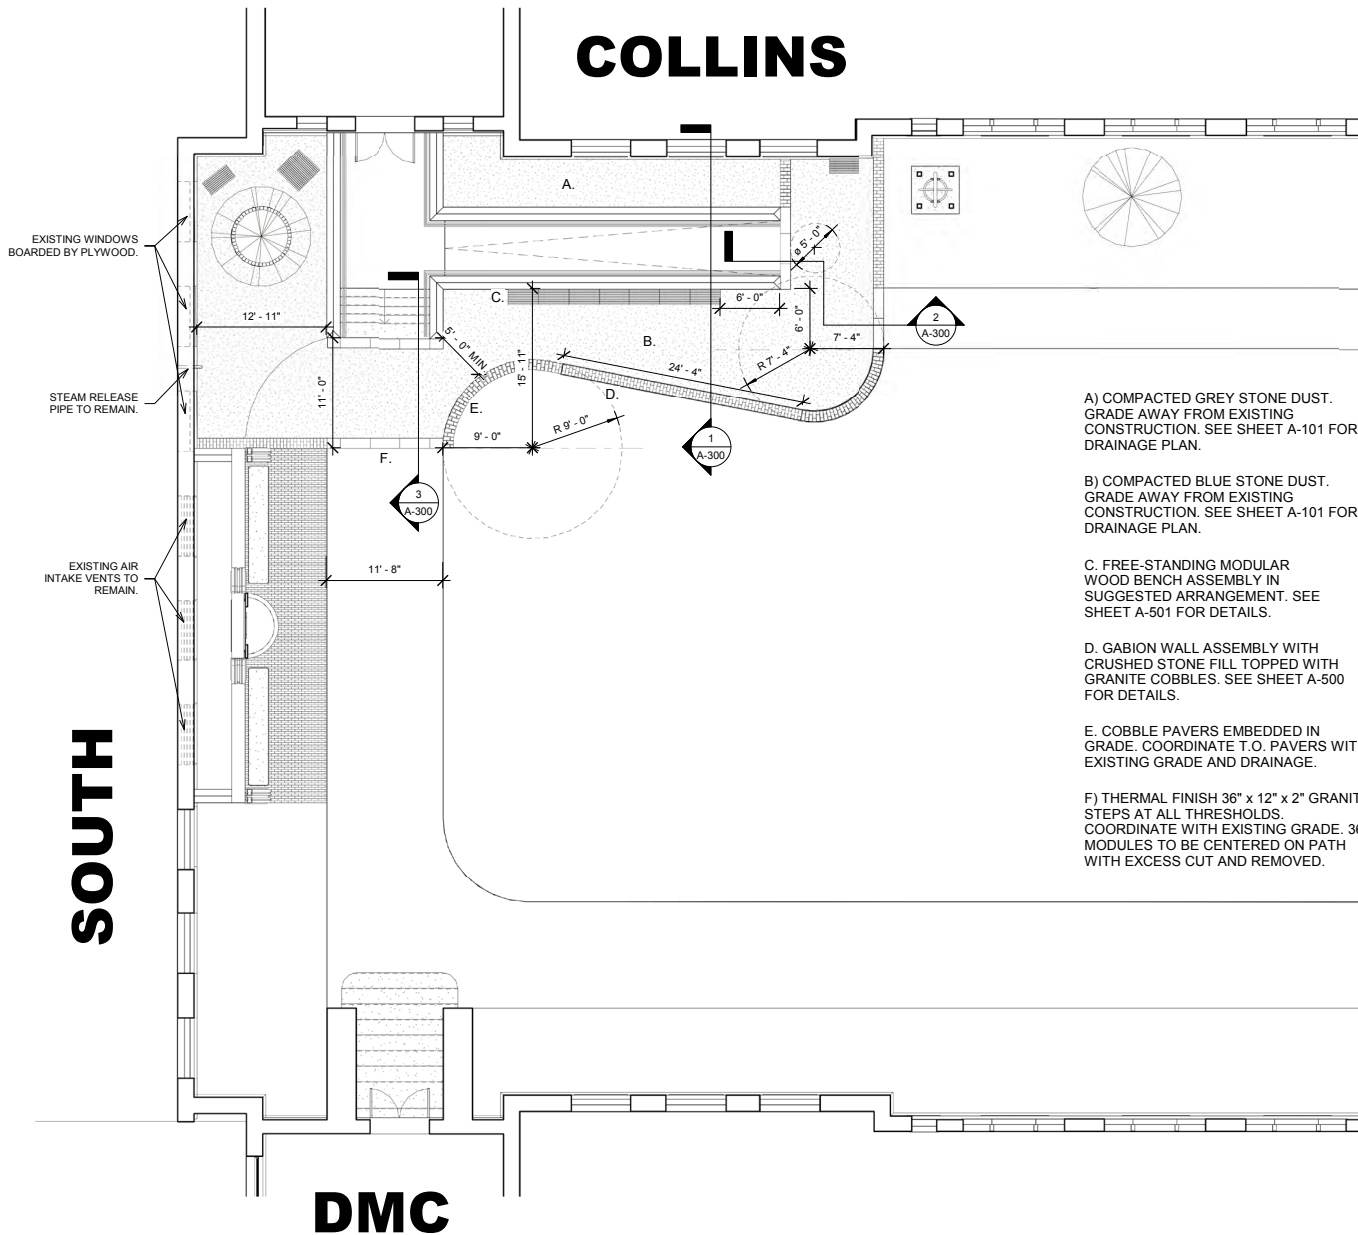 COLLINS
A.
EXISTING WINDOWS
BOARDED BY PLYWOOD.
ø 5' - 0"
C.
6' - 0"
6' - 0"
12' - 11"
2
A-300
7' - 4"
5' - 0" MIN.
B.
15' - 11"
R 7' - 4"
24' - 4"
STEAM RELEASE
PIPE TO REMAIN.
11' - 0"
D.
E.
R 9' - 0"
9' - 0"
F.
1
A-300
3
A-300
EXISTING AIR
INTAKE VENTS TO
REMAIN.
11' - 8"
A) COMPACTED GREY STONE DUST.
GRADE AWAY FROM EXISTING
CONSTRUCTION. SEE SHEET A-101 FOR
DRAINAGE PLAN.
B) COMPACTED BLUE STONE DUST.
GRADE AWAY FROM EXISTING
CONSTRUCTION. SEE SHEET A-101 FOR
DRAINAGE PLAN.
C. FREE-STANDING MODULAR
WOOD BENCH ASSEMBLY IN
SUGGESTED ARRANGEMENT. SEE
SHEET A-501 FOR DETAILS.
D. GABION WALL ASSEMBLY WITH
CRUSHED STONE FILL TOPPED WITH
GRANITE COBBLES. SEE SHEET A-500
FOR DETAILS.
E. COBBLE PAVERS EMBEDDED IN
GRADE. COORDINATE T.O. PAVERS WIT
EXISTING GRADE AND DRAINAGE.
F) THERMAL FINISH 36" x 12" x 2" GRANIT
STEPS AT ALL THRESHOLDS.
COORDINATE WITH EXISTING GRADE. 36
MODULES TO BE CENTERED ON PATH
WITH EXCESS CUT AND REMOVED.
SOUTH
DMC